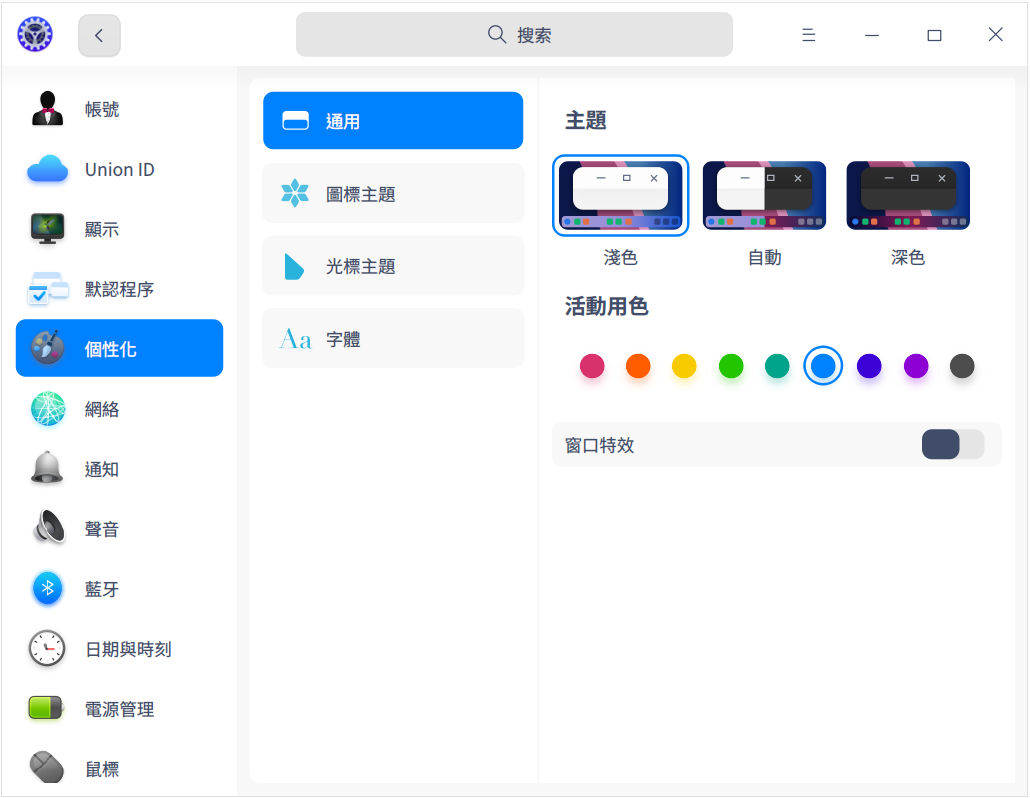 搜索
帳號
Union ID
顯示
默認程序
個性化
網絡
通知
聲音
藍牙
日期與時刻
電源管理
鼠標
通用
圖標主題
光標主題
Aa 字體
主題
淺色 自動 深色
活動用色
窗口特效